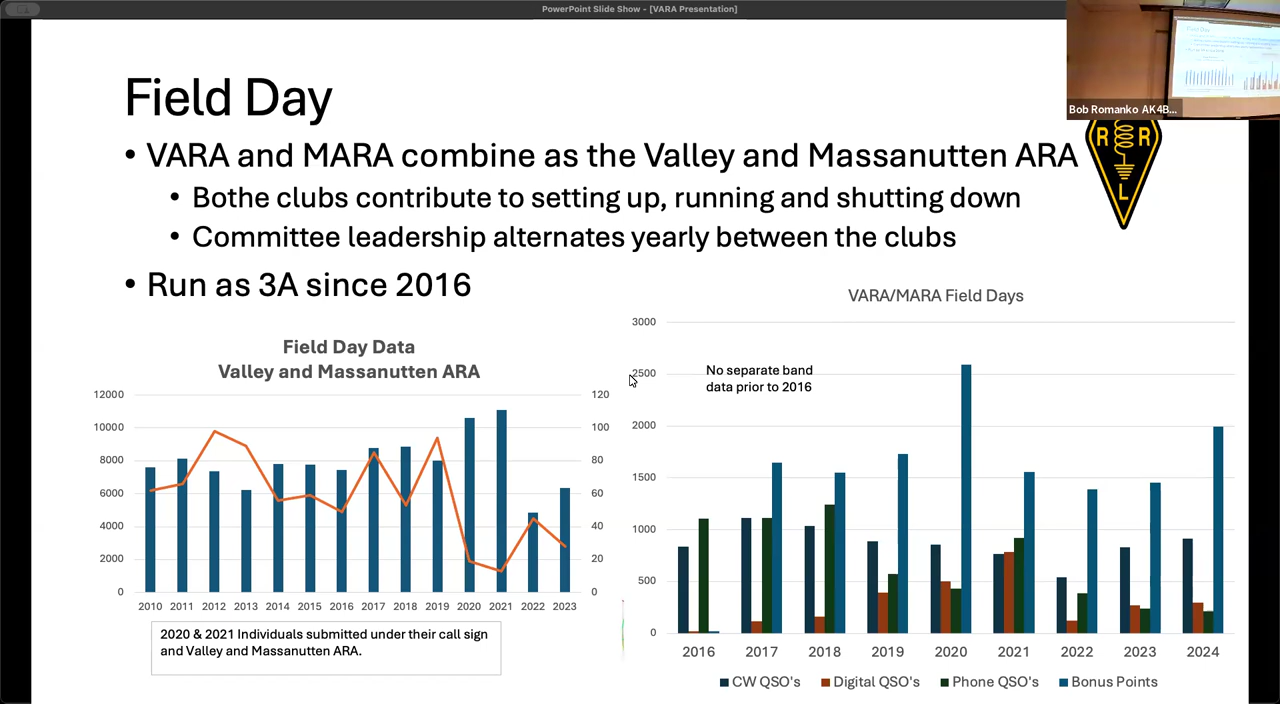 PowerPoint Slide Show - [VARA Presentation]
Bob Romanko AK4B...
Field Day
• VARA and MARA combine as the Valley and Massanutten ARA
• Bothe clubs contribute to setting up, running and shutting down
• Committee leadership alternates yearly between the clubs
• Run as 3A since 2016
R R
L
Field Day Data
Valley and Massanutten ARA
12000
10000
8000
6000
4000
2000
0
120
100
80
60
40
20
0
2010 2011 2012 2013 2014 2015 2016 2017 2018 2019 2020 2021 2022 2023
2020 & 2021 Individuals submitted under their call sign
and Valley and Massanutten ARA.
VARA/MARA Field Days
No separate band
data prior to 2016
3000
2500
2000
1500
1000
500
0
2016 2017 2018 2019 2020 2021 2022 2023 2024
CW QSO's Digital QSO's Phone QSO's Bonus Points